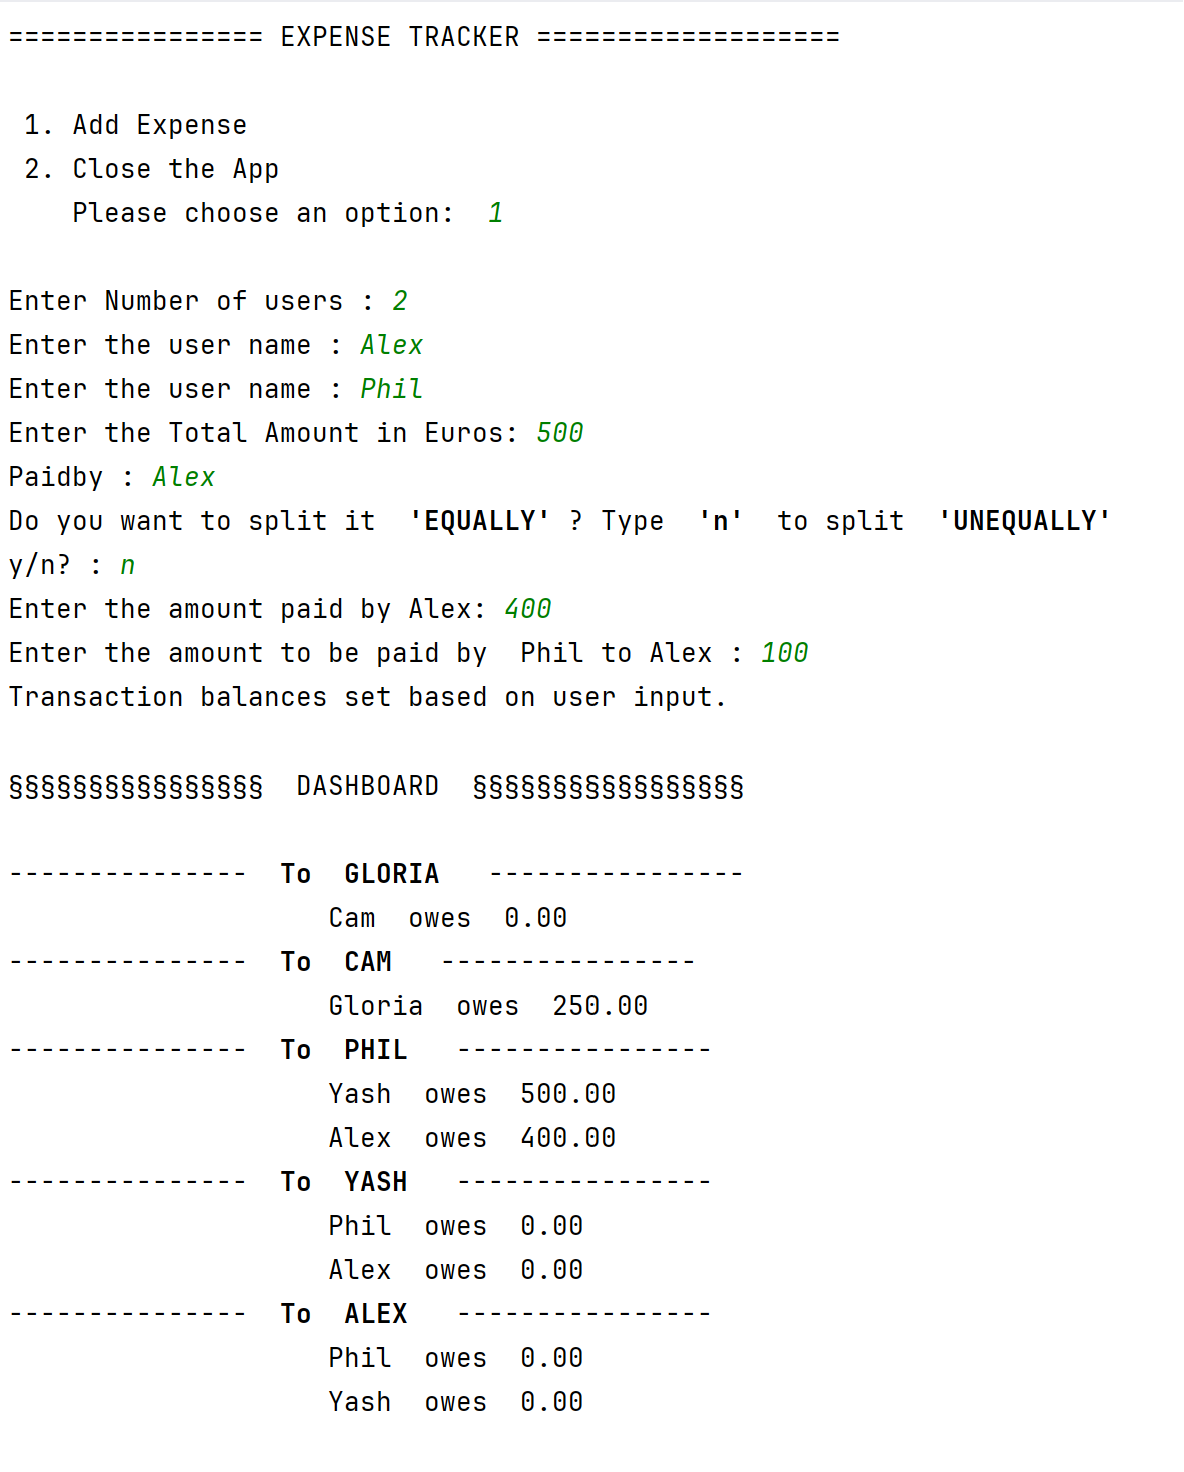 ================ EXPENSE TRACKER ===================
1. Add Expense
2. Close the App
Please choose an option:  1
Enter Number of users : 2
Enter the user name : Alex
Enter the user name : Phil
Enter the Total Amount in Euros: 500
Paidby : Alex
Do you want to split it  'EQUALLY' ? Type  'n'  to split  'UNEQUALLY'
y/n? : n
Enter the amount paid by Alex: 400
Enter the amount to be paid by  Phil to Alex : 100
Transaction balances set based on user input.
§§§§§§§§§§§§§§§§  DASHBOARD  §§§§§§§§§§§§§§§§§
---------------  To  GLORIA   ----------------
Cam  owes  0.00
---------------  To  CAM   ----------------
Gloria  owes  250.00
---------------  To  PHIL   ----------------
Yash  owes  500.00
Alex  owes  400.00
---------------  To  YASH   ----------------
Phil  owes  0.00
Alex  owes  0.00
---------------  To  ALEX   ----------------
Phil  owes  0.00
Yash  owes  0.00